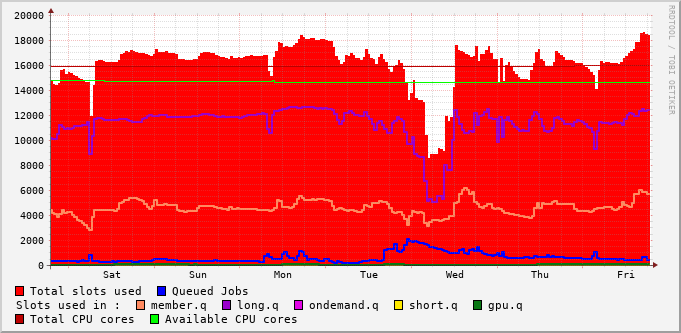 RRDTOOL / TOBI OETIKER
20000
18000
16000
14000
12000
10000
8000
6000
4000
2000
0
Sat Sun Mon Tue Wed Thu Fri
Total slots used Queued Jobs
Slots used in : member.q long.q ondemand.q short.q gpu.q
Total CPU cores Available CPU cores